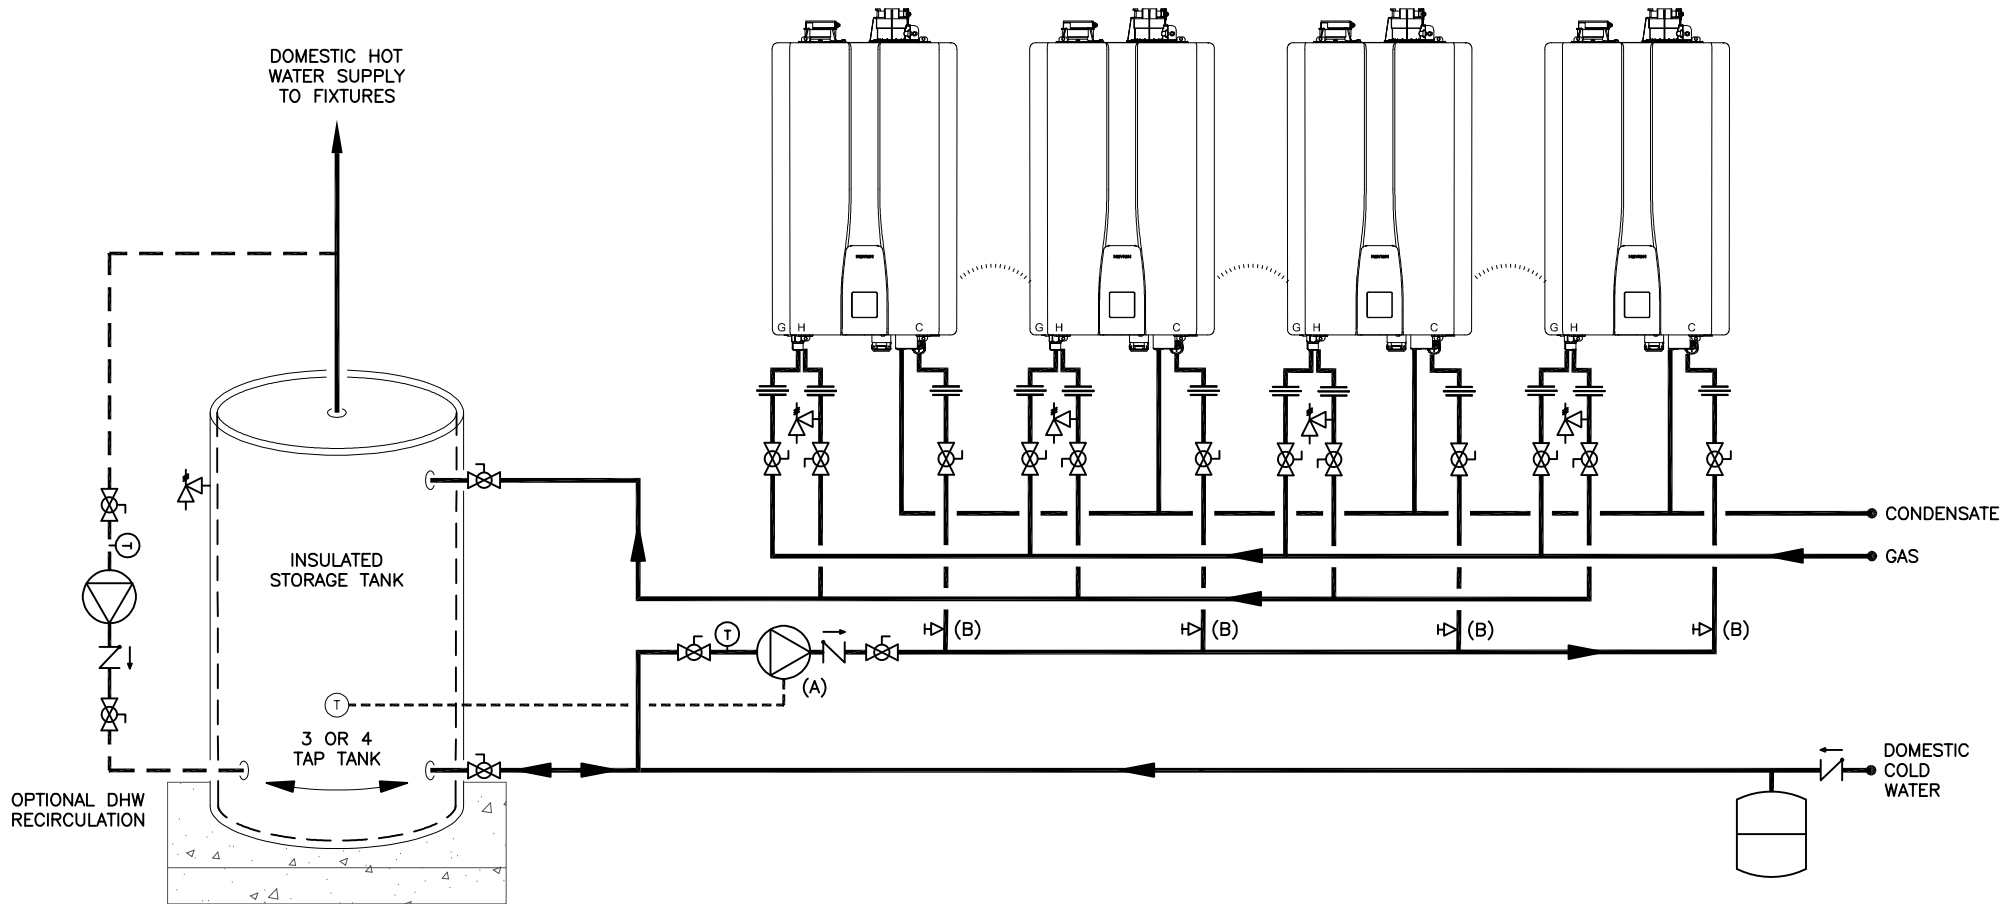 DOMESTIC HOT
WATER SUPPLY
TO FIXTURES
G H C
G H C
G H C
G H C
CONDENSATE
GAS
T
INSULATED
STORAGE TANK
T
(B)
(B)
(B)
(B)
(A)
T
3 OR 4
TAP TANK
DOMESTIC
COLD
WATER
OPTIONAL DHW
RECIRCULATION